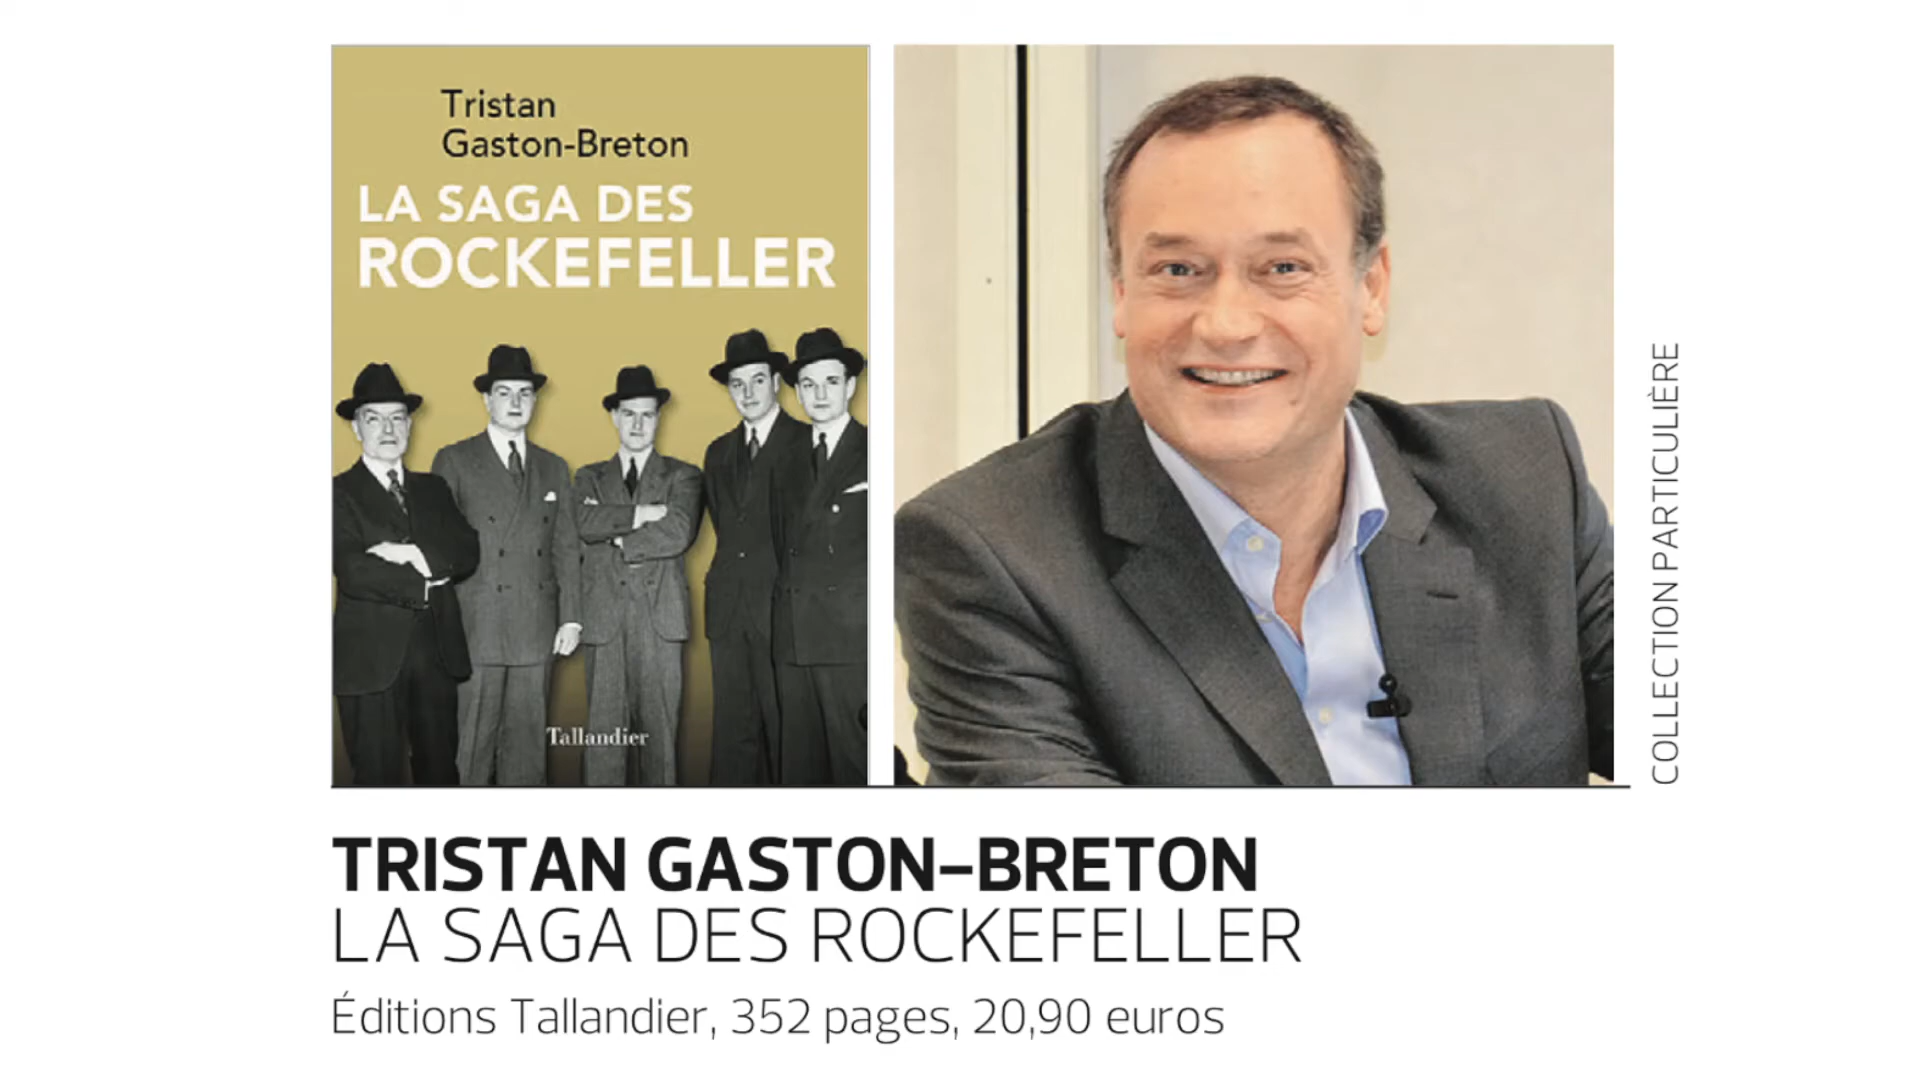 Tristan
Gaston-Breton
LA SAGA DES
ROCKEFELLER
Tallandier
COLLECTION PARTICULIÈRE
TRISTAN GASTON–BRETON
LA SAGA DES ROCKEFELLER
Éditions Tallandier, 352 pages, 20,90 euros